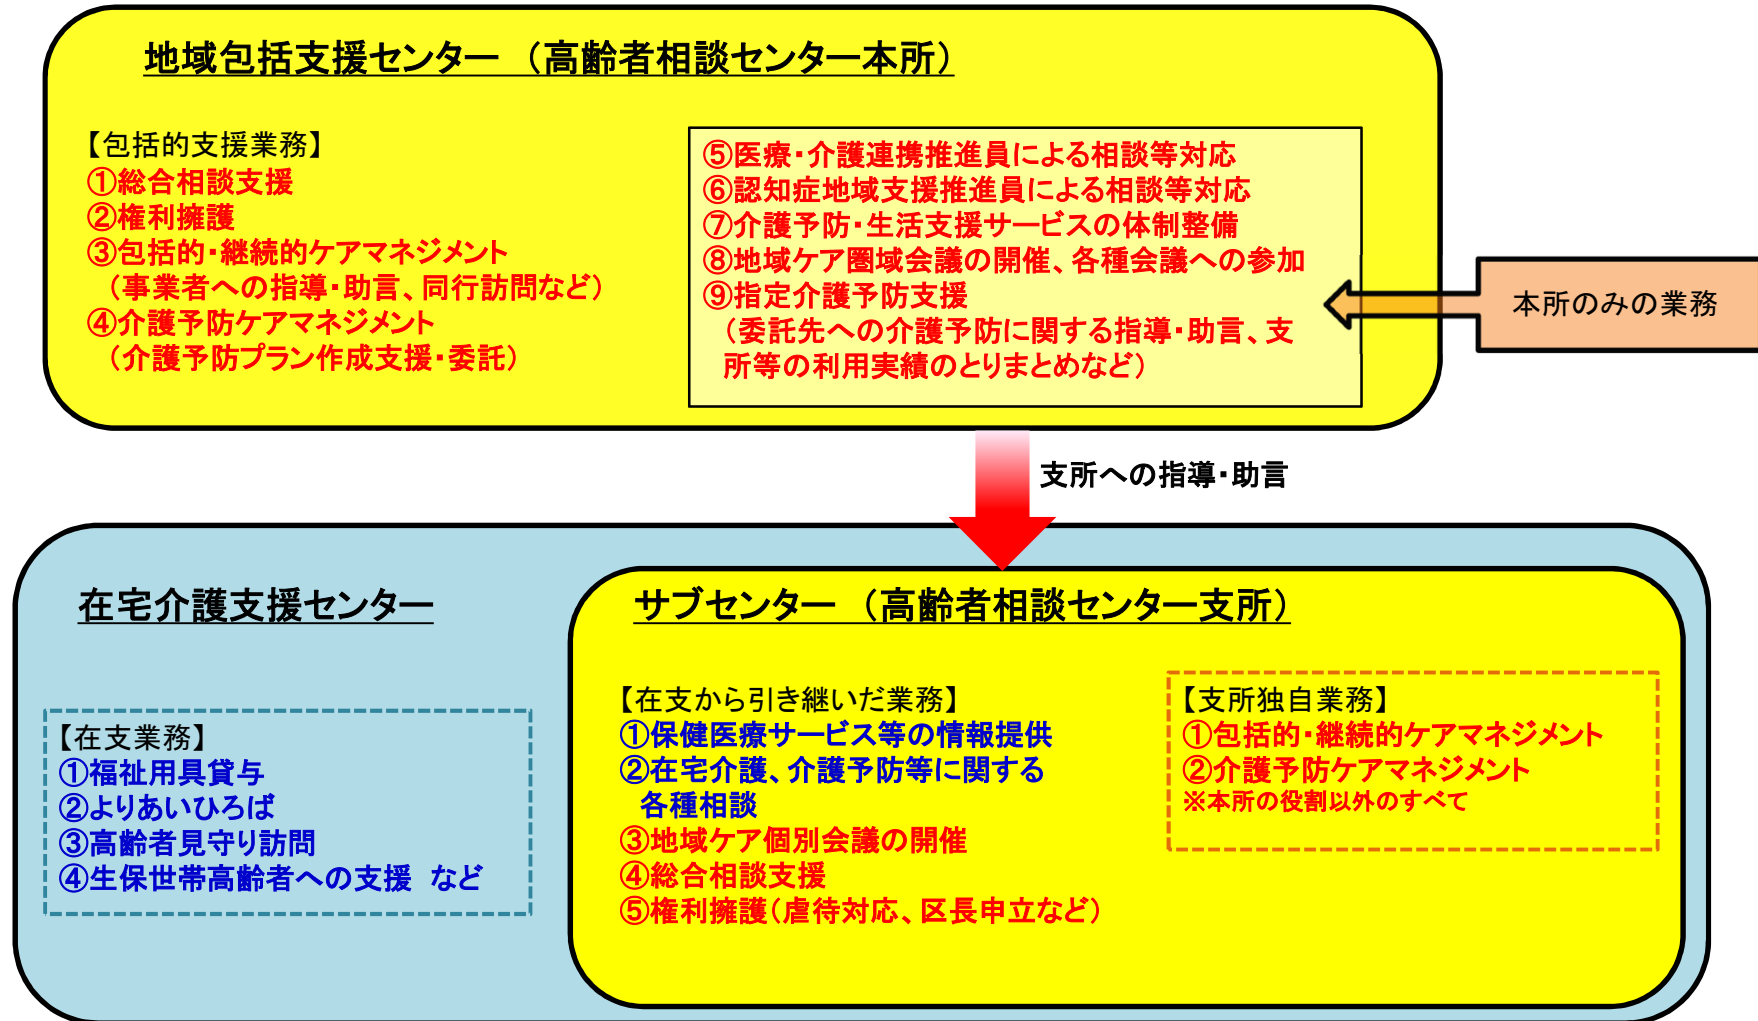 地域包括支援センター （高齢者相談センター本所）
【包括的支援業務】
①総合相談支援
②権利擁護
③包括的・継続的ケアマネジメント
（事業者への指導・助言、同行訪問など）
④介護予防ケアマネジメント
（介護予防プラン作成支援・委託）
⑤医療・介護連携推進員による相談等対応
⑥認知症地域支援推進員による相談等対応
⑦介護予防・生活支援サービスの体制整備
⑧地域ケア圏域会議の開催、各種会議への参加
⑨指定介護予防支援
（委託先への介護予防に関する指導・助言、支
所等の利用実績のとりまとめなど）
本所のみの業務
支所への指導・助言
在宅介護支援センター
【在支業務】
①福祉用具貸与
②よりあいひろば
③高齢者見守り訪問
④生保世帯高齢者への支援 など
サブセンター （高齢者相談センター支所）
【在支から引き継いだ業務】
①保健医療サービス等の情報提供
②在宅介護、介護予防等に関する
各種相談
③地域ケア個別会議の開催
④総合相談支援
⑤権利擁護（虐待対応、区長申立など）
【支所独自業務】
①包括的・継続的ケアマネジメント
②介護予防ケアマネジメント
※本所の役割以外のすべて